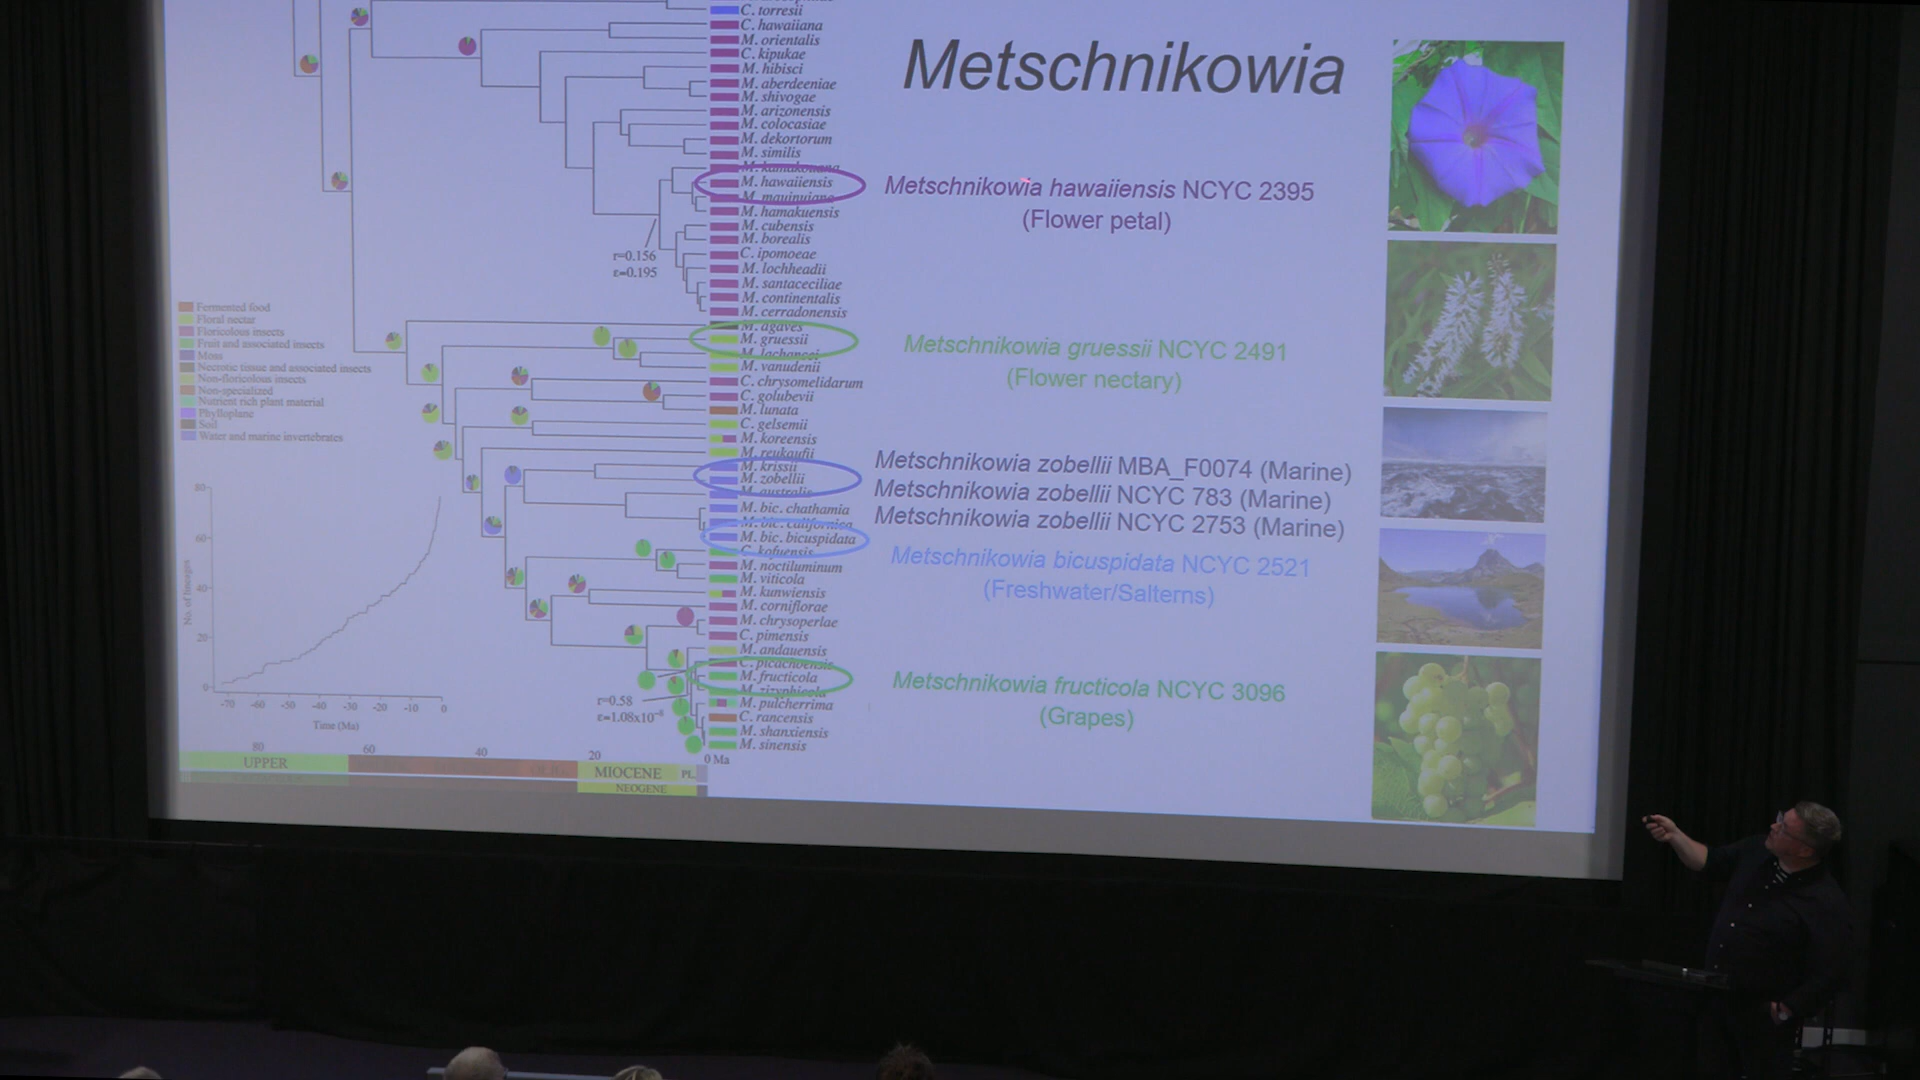 C. torresii
C. hawaiiana
M. orientalis
C. kipukae
M. hibisci
M. aberdeeniae
M. shivogae
M. arizonensis
M. colocasiae
M. dekortorum
M. similis
M. kamakouana
M. hawaiiensis
M. mauinuiana
M. hamakuensis
M. cubensis
M. borealis
C. ipomoeae
M. lochheadii
M. santaceciliae
M. continentalis
M. cerradonensis
M. agaves
M. gruessii
M. lachancei
M. vanudenii
C. chrysomelidarum
C. golubevii
M. lunata
C. gelsemii
M. koreensis
M. reukaufii
M. krissii
M. zobellii
M. australis
M. bic. chathamia
M. bic. californica
M. bic. bicuspidata
C. kofuensis
M. noctiluminum
M. viticola
M. kunwiensis
M. corniflorae
M. chrysoperlae
C. pimensis
M. andauensis
C. picachoensis
M. fructicola
M. zizyphicola
M. pulcherrima
C. rancensis
M. shanxiensis
M. sinensis
r=0.156
ε=0.195
Fermented food
Floral nectar
Floricolous insects
Fruit and associated insects
Moss
Necrotic tissue and associated insects
Non-floricolous insects
Non-specialized
Nutrient rich plant material
Phylloplane
Soil
Water and marine invertebrates
No. of lineages
80
60
40
20
0
-70 -60 -50 -40 -30 -20 -10 0
Time (Ma)
r=0.58
ε=1.08x10⁻⁸
80 60 40 20 0 Ma
UPPER MIOCENE PL.
NEOGENE
Metschnikowia
Metschnikowia hawaiiensis NCYC 2395
(Flower petal)
Metschnikowia gruessii NCYC 2491
(Flower nectary)
Metschnikowia zobellii MBA_F0074 (Marine)
Metschnikowia zobellii NCYC 783 (Marine)
Metschnikowia zobellii NCYC 2753 (Marine)
Metschnikowia bicuspidata NCYC 2521
(Freshwater/Salterns)
Metschnikowia fructicola NCYC 3096
(Grapes)